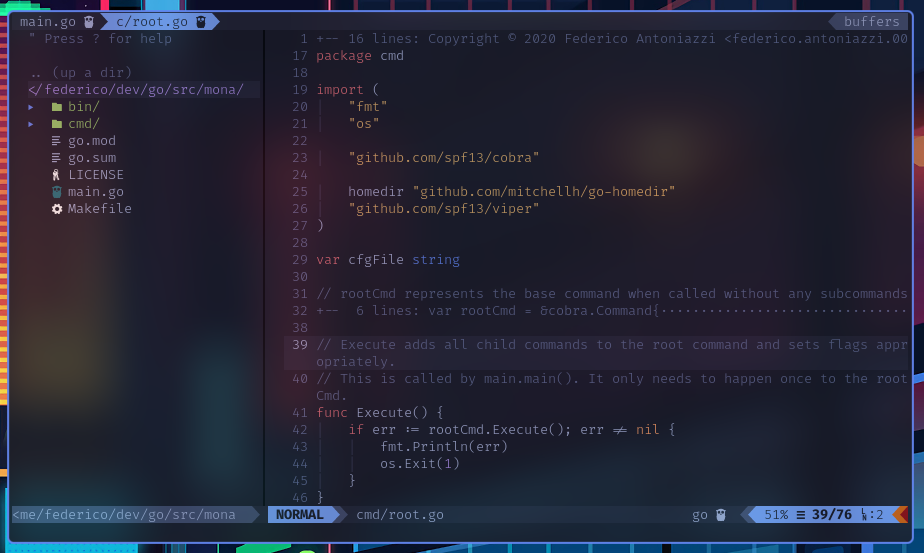 main.go c/root.go buffers
" Press ? for help
.. (up a dir)
</federico/dev/go/src/mona/
▸ bin/
▸ cmd/
go.mod
go.sum
LICENSE
main.go
Makefile
1 +-- 16 lines: Copyright © 2020 Federico Antoniazzi <federico.antoniazzi.00
17 package cmd
18
19 import (
20 "fmt"
21 "os"
22
23 "github.com/spf13/cobra"
24
25 homedir "github.com/mitchellh/go-homedir"
26 "github.com/spf13/viper"
27 )
28
29 var cfgFile string
30
31 // rootCmd represents the base command when called without any subcommands
32 +-- 6 lines: var rootCmd = &cobra.Command{······························
38
39 // Execute adds all child commands to the root command and sets flags appr
opriately.
40 // This is called by main.main(). It only needs to happen once to the root
Cmd.
41 func Execute() {
42 if err := rootCmd.Execute(); err ≠ nil {
43 fmt.Println(err)
44 os.Exit(1)
45 }
46 }
<me/federico/dev/go/src/mona NORMAL cmd/root.go go 51% ☰ 39/76 ㏑:2